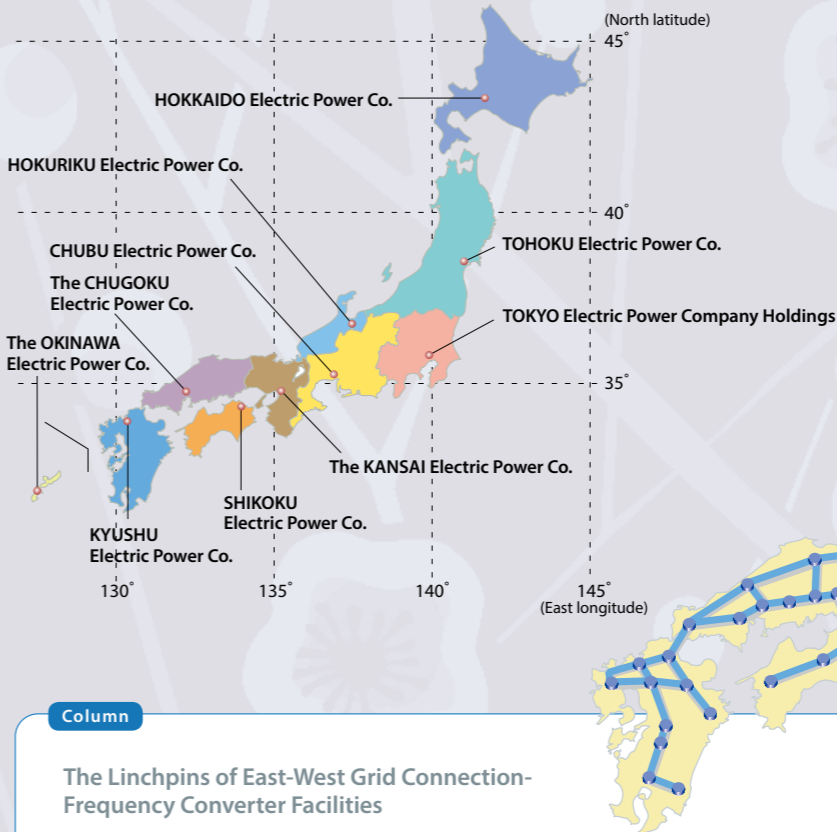 (North latitude)
45°
HOKKAIDO Electric Power Co.
HOKURIKU Electric Power Co.
40°
CHUBU Electric Power Co.
TOHOKU Electric Power Co.
The CHUGOKU
Electric Power Co.
TOKYO Electric Power Company Holdings
The OKINAWA
Electric Power Co.
35°
The KANSAI Electric Power Co.
SHIKOKU
Electric Power Co.
KYUSHU
Electric Power Co.
130°
135°
140°
145°
(East longitude)
Column
The Linchpins of East-West Grid Connection-
Frequency Converter Facilities